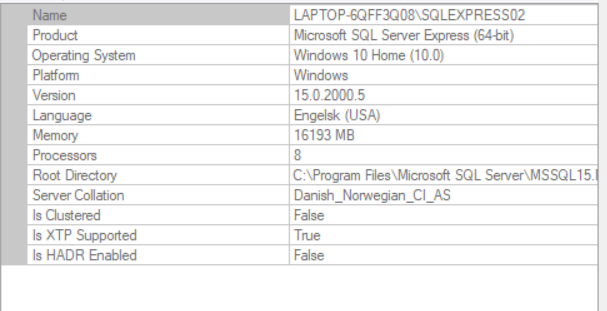 Name LAPTOP-6QFF3Q08\SQLEXPRESS02
Product Microsoft SQL Server Express (64-bit)
Operating System Windows 10 Home (10.0)
Platform Windows
Version 15.0.2000.5
Language Engelsk (USA)
Memory 16193 MB
Processors 8
Root Directory C:\Program Files\Microsoft SQL Server\MSSQL15.
Server Collation Danish_Norwegian_CI_AS
Is Clustered False
Is XTP Supported True
Is HADR Enabled False